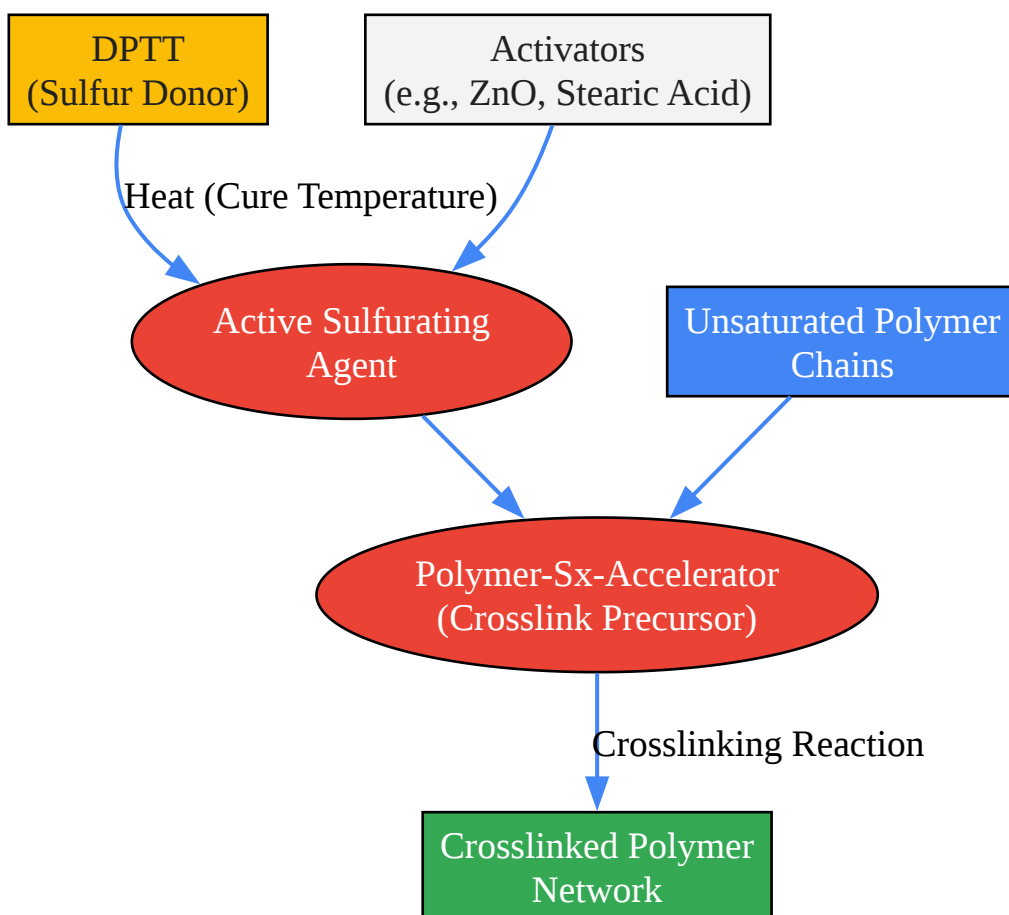 DPTT
(Sulfur Donor)
Activators
(e.g., ZnO, Stearic Acid)
Heat (Cure Temperature)
Active Sulfurating
Agent
Unsaturated Polymer
Chains
Polymer-Sx-Accelerator
(Crosslink Precursor)
Crosslinking Reaction
Crosslinked Polymer
Network